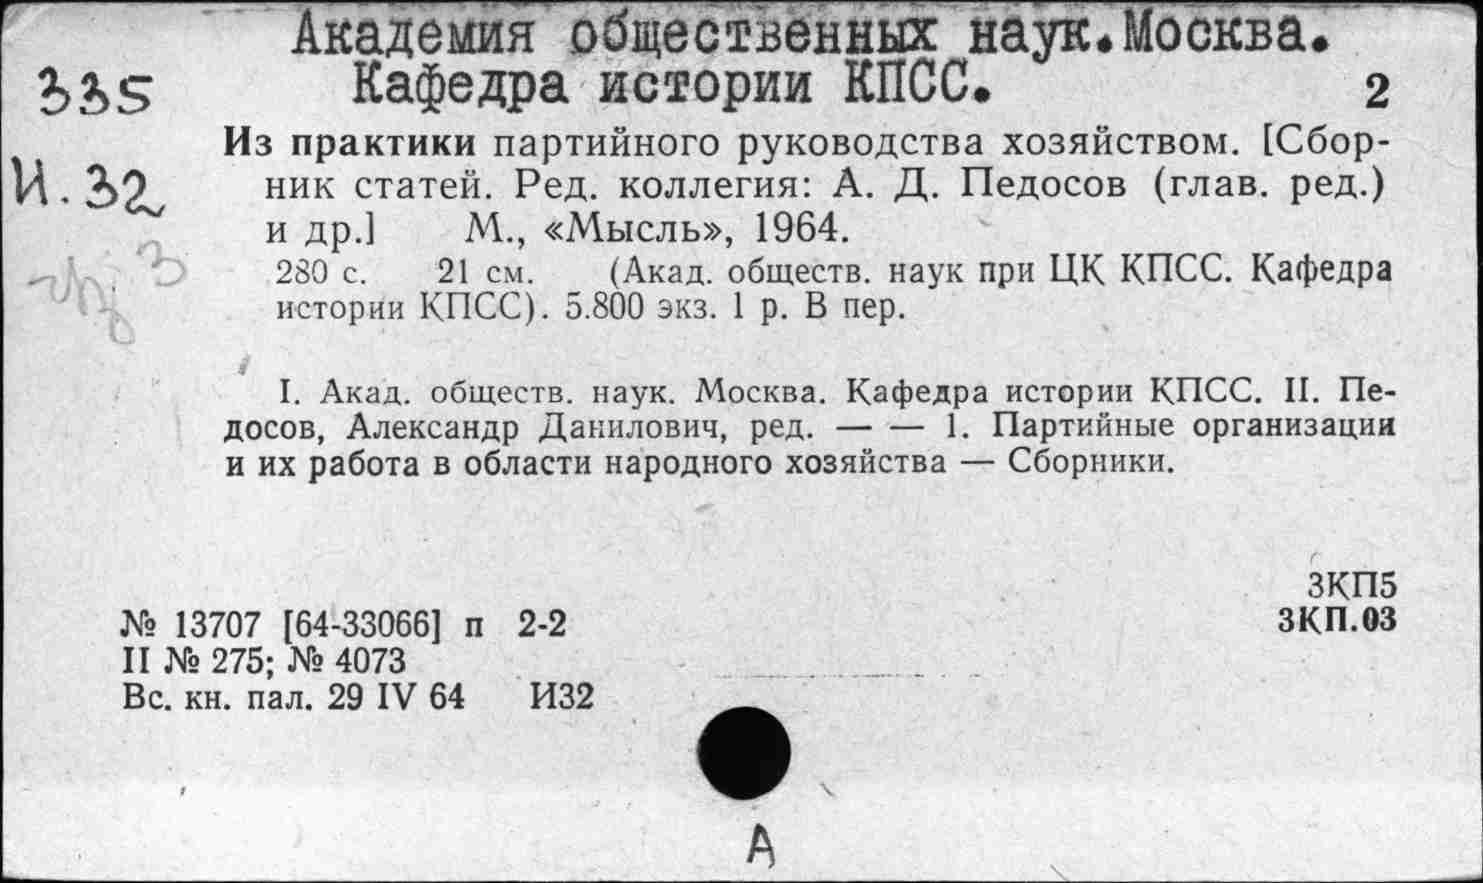 Академия общественных наук.Москва.
Кафедра истории КПСС. 2
335
И.32
Из практики партийного руководства хозяйством. [Сбор-
ник статей. Ред. коллегия: А. Д. Педосов (глав. ред.)
и др.] М., «Мысль», 1964.
280 с. 21 см. (Акад. обществ. наук при ЦК КПСС. Кафедра
истории КПСС). 5.800 экз. 1 р. В пер.
I. Акад. обществ. наук. Москва. Кафедра истории КПСС. II. Пе-
досов, Александр Данилович, ред. — — 1. Партийные организации
и их работа в области народного хозяйства — Сборники.
3КП5
№ 13707 [64-33066] п 2-2 3КП.03
II № 275; № 4073
Вс. кн. пал. 29 IV 64 И32
А